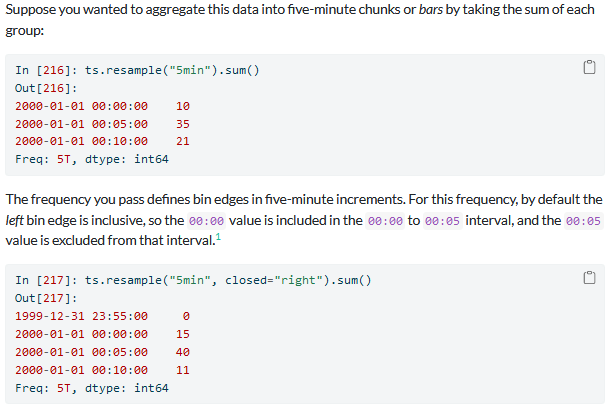 Suppose you wanted to aggregate this data into five-minute chunks or bars by taking the sum of each
group:
In [216]: ts.resample("5min").sum()
Out[216]:
2000-01-01 00:00:00    10
2000-01-01 00:05:00    35
2000-01-01 00:10:00    21
Freq: 5T, dtype: int64
The frequency you pass defines bin edges in five-minute increments. For this frequency, by default the
left bin edge is inclusive, so the 00:00 value is included in the 00:00 to 00:05 interval, and the 00:05
value is excluded from that interval.1
In [217]: ts.resample("5min", closed="right").sum()
Out[217]:
1999-12-31 23:55:00     0
2000-01-01 00:00:00    15
2000-01-01 00:05:00    40
2000-01-01 00:10:00    11
Freq: 5T, dtype: int64